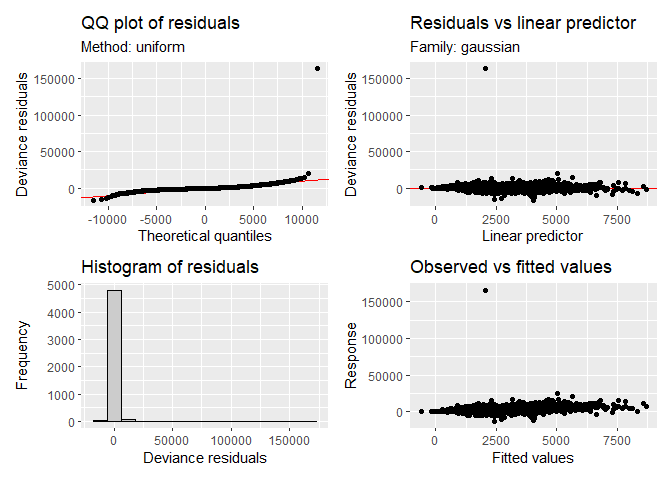 QQ plot of residuals
Method: uniform
Deviance residuals
150000
100000
50000
0
-10000 -5000 0 5000 10000
Theoretical quantiles
Residuals vs linear predictor
Family: gaussian
Deviance residuals
150000
100000
50000
0
0 2500 5000 7500
Linear predictor
Histogram of residuals
Frequency
5000
4000
3000
2000
1000
0
0 50000 100000 150000
Deviance residuals
Observed vs fitted values
Response
150000
100000
50000
0
0 2500 5000 7500
Fitted values